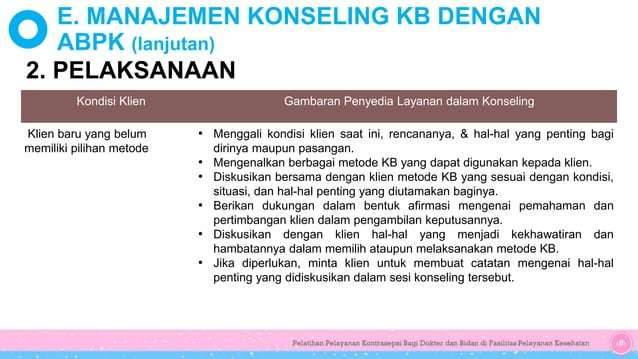 E. MANAJEMEN KONSELING KB DENGAN
ABPK (lanjutan)
2. PELAKSANAAN
Kondisi Klien
Gambaran Penyedia Layanan dalam Konseling
Klien baru yang belum
memiliki pilihan metode
• Menggali kondisi klien saat ini, rencananya, & hal-hal yang penting bagi
dirinya maupun pasangan.
• Mengenalkan berbagai metode KB yang dapat digunakan kepada klien.
• Diskusikan bersama dengan klien metode KB yang sesuai dengan kondisi,
situasi, dan hal-hal penting yang diutamakan baginya.
• Berikan dukungan dalam bentuk afirmasi mengenai pemahaman dan
pertimbangan klien dalam pengambilan keputusannya.
• Diskusikan dengan klien hal-hal yang menjadi kekhawatiran dan
hambatannya dalam memilih ataupun melaksanakan metode KB.
• Jika diperlukan, minta klien untuk membuat catatan mengenai hal-hal
penting yang didiskusikan dalam sesi konseling tersebut.
Pelatihan Pelayanan Kontrasepsi Bagi Dokter dan Bidan di Fasilitas Pelayanan Kesehatan